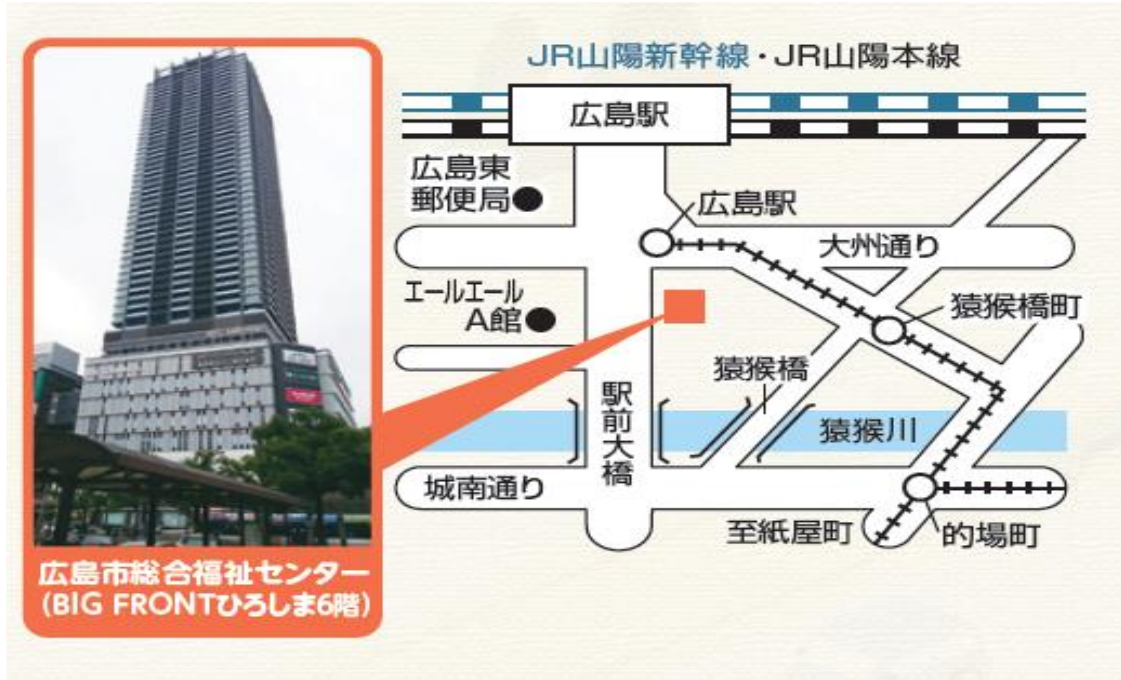 JR山陽新幹線・JR山陽本線
広島駅
広島東
郵便局
広島駅
大州通り
エールエール
A館
猿猴橋町
猿猴橋
駅前大橋
猿猴川
城南通り
至紙屋町
的場町
広島市総合福祉センター
(BIG FRONTひろしま6階)